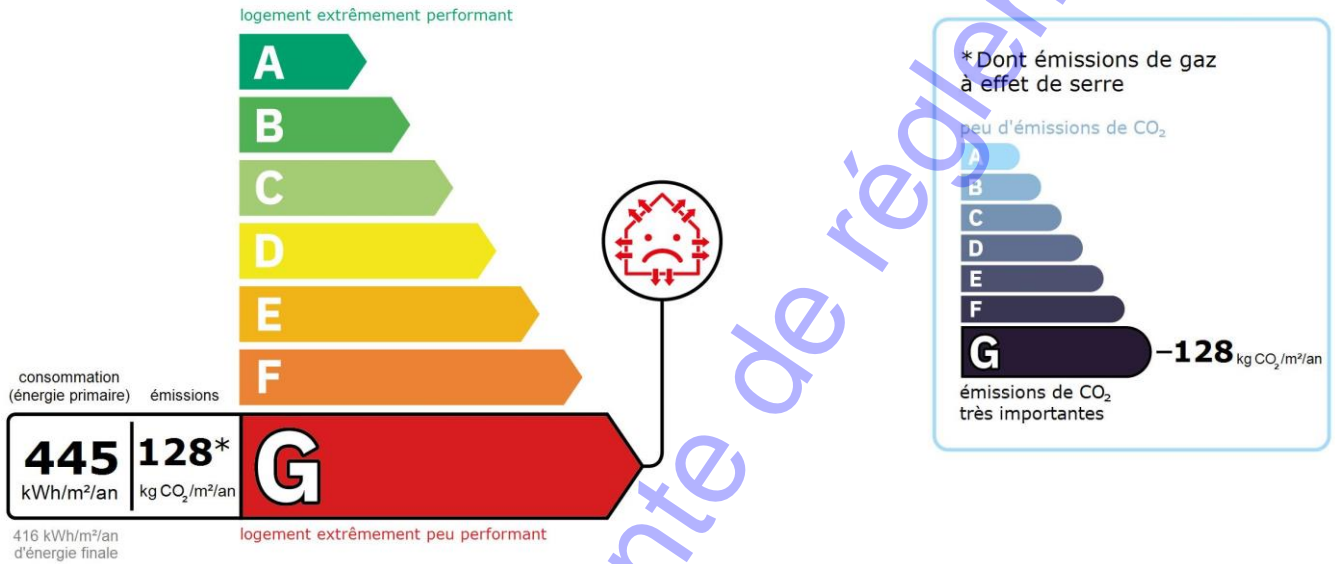 logement extrêmement performant
A
B
C
D
E
F
consommation
(énergie primaire)
émissions
445
kWh/m²/an
128*
kg CO₂/m²/an
G
416 kWh/m²/an
d'énergie finale
logement extrêmement peu performant
*Dont émissions de gaz
à effet de serre
peu d'émissions de CO₂
A
B
C
D
E
F
G
–128 kg CO₂/m²/an
émissions de CO₂
très importantes